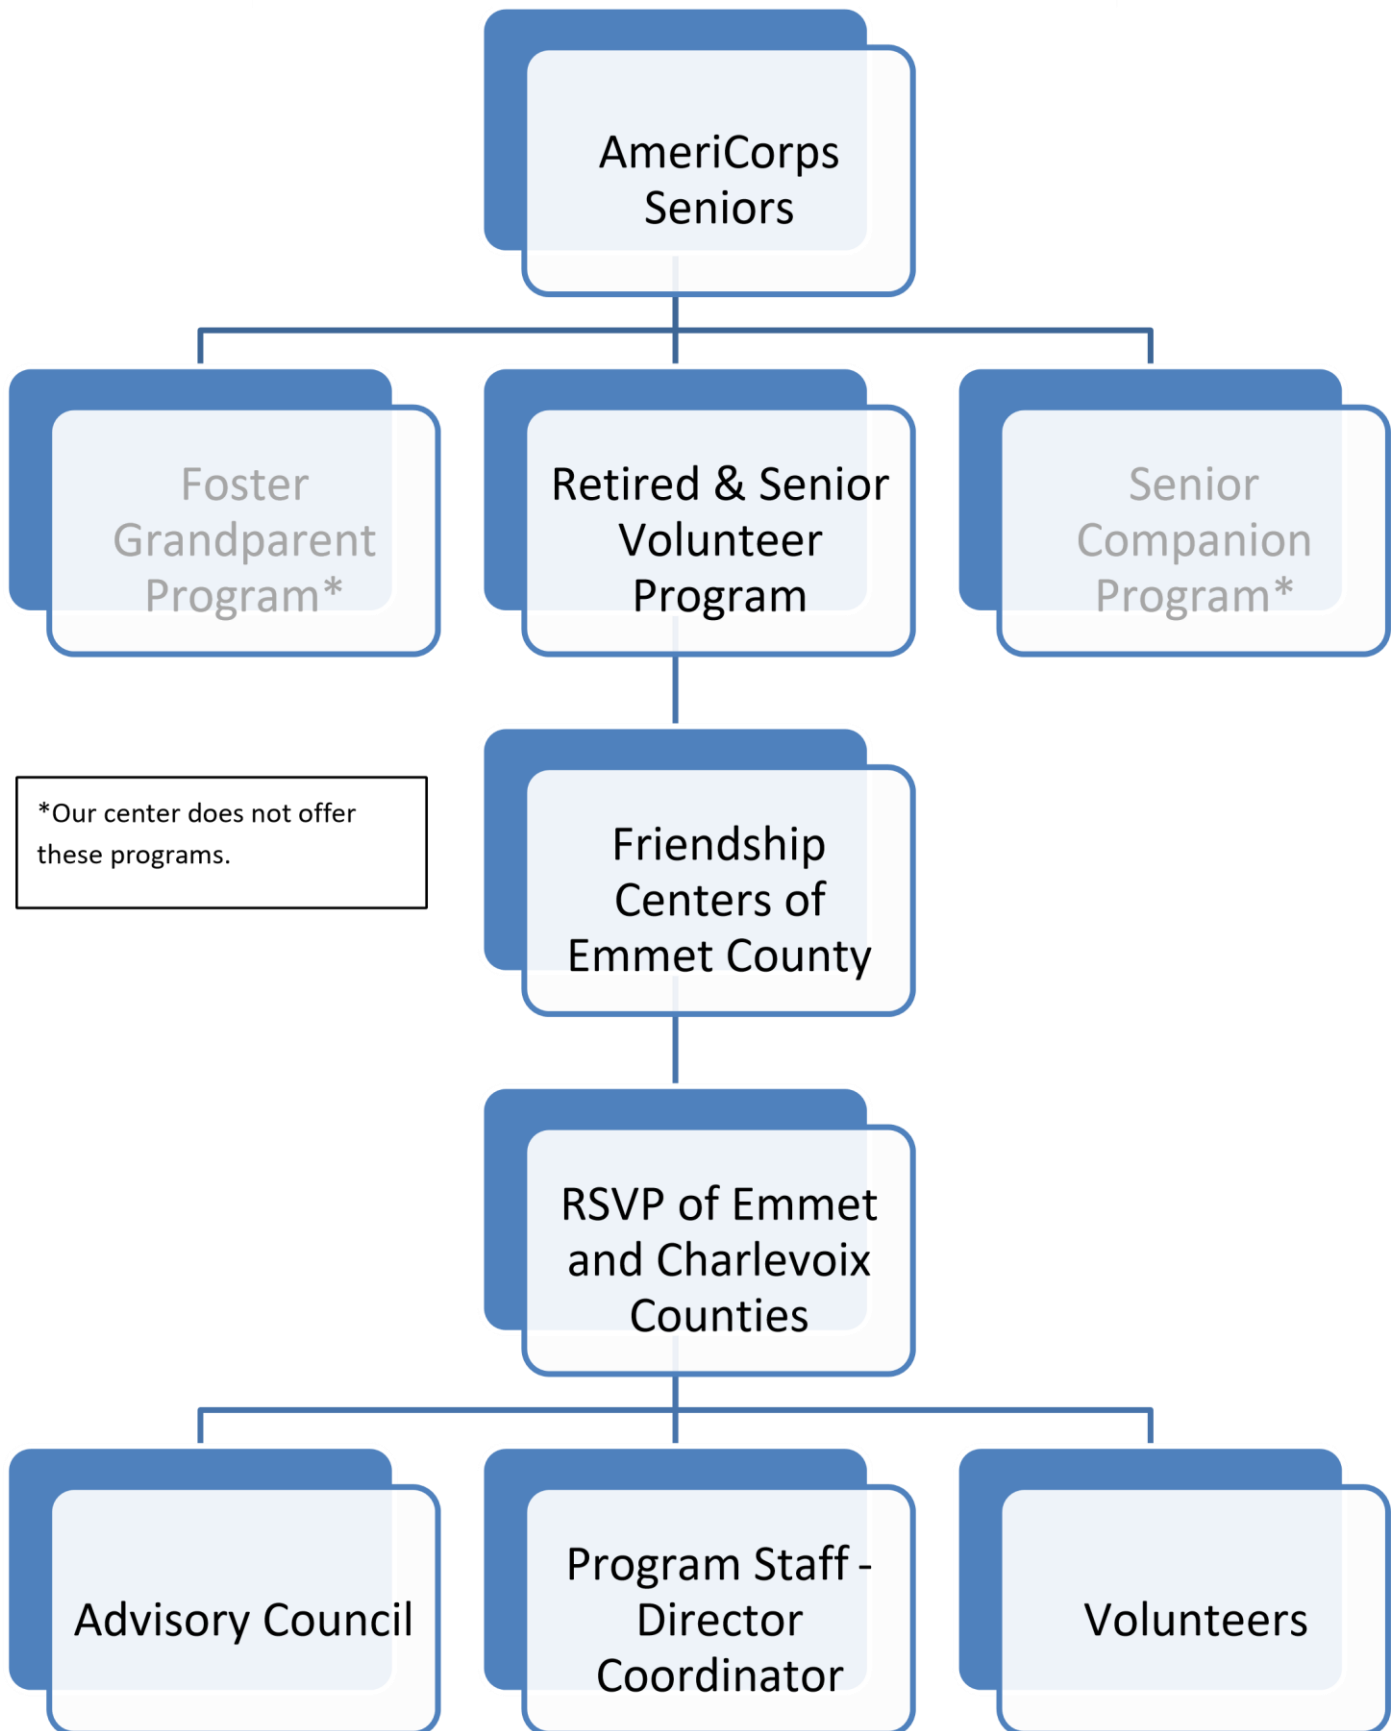 AmeriCorps
Seniors
Foster
Grandparent
Program*
Retired & Senior
Volunteer
Program
Senior
Companion
Program*
*Our center does not offer
these programs.
Friendship
Centers of
Emmet County
RSVP of Emmet
and Charlevoix
Counties
Advisory Council
Program Staff -
Director
Coordinator
Volunteers